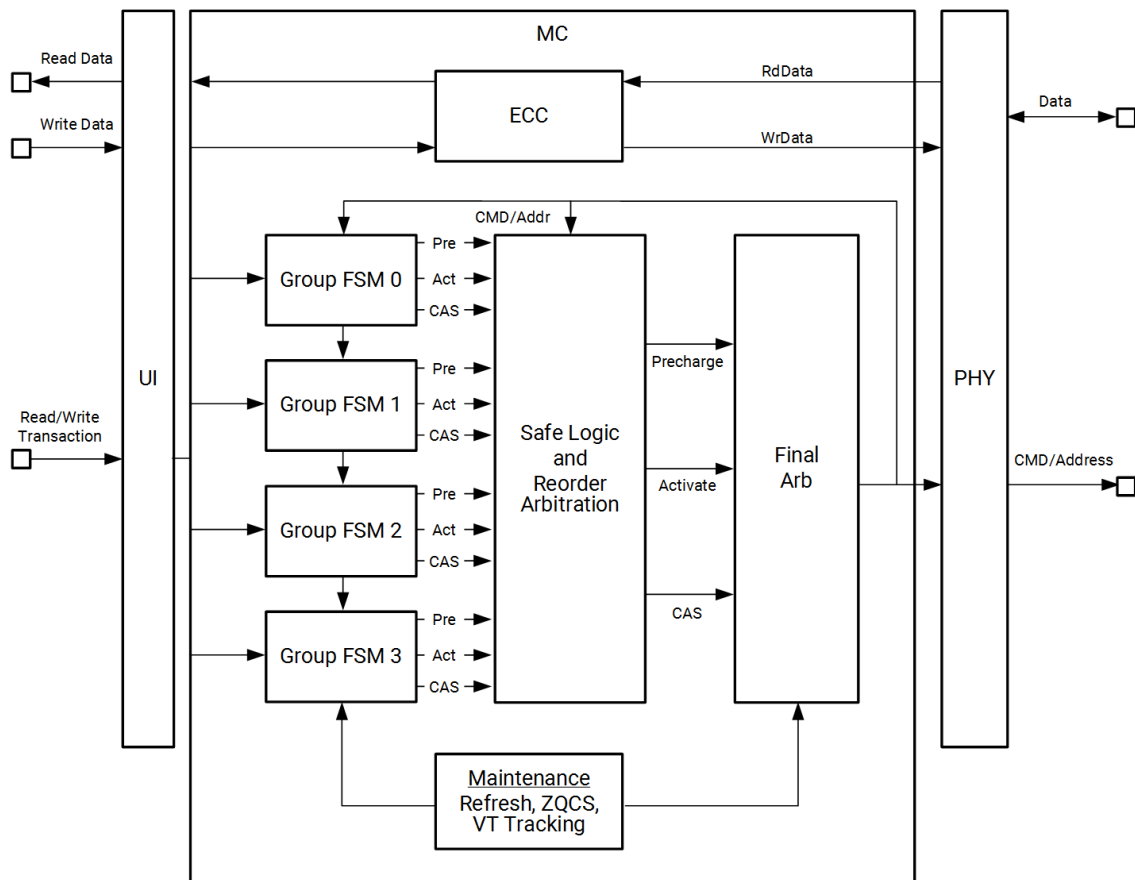 MC
Read Data
RdData
ECC
Data
Write Data
WrData
CMD/Addr
Group FSM 0
Pre
Act
CAS
Group FSM 1
Pre
Act
CAS
Group FSM 2
Pre
Act
CAS
Group FSM 3
Pre
Act
CAS
UI
Read/Write
Transaction
Safe Logic
and
Reorder
Arbitration
Precharge
Activate
CAS
Final
Arb
PHY
CMD/Address
Maintenance
Refresh, ZQCS,
VT Tracking